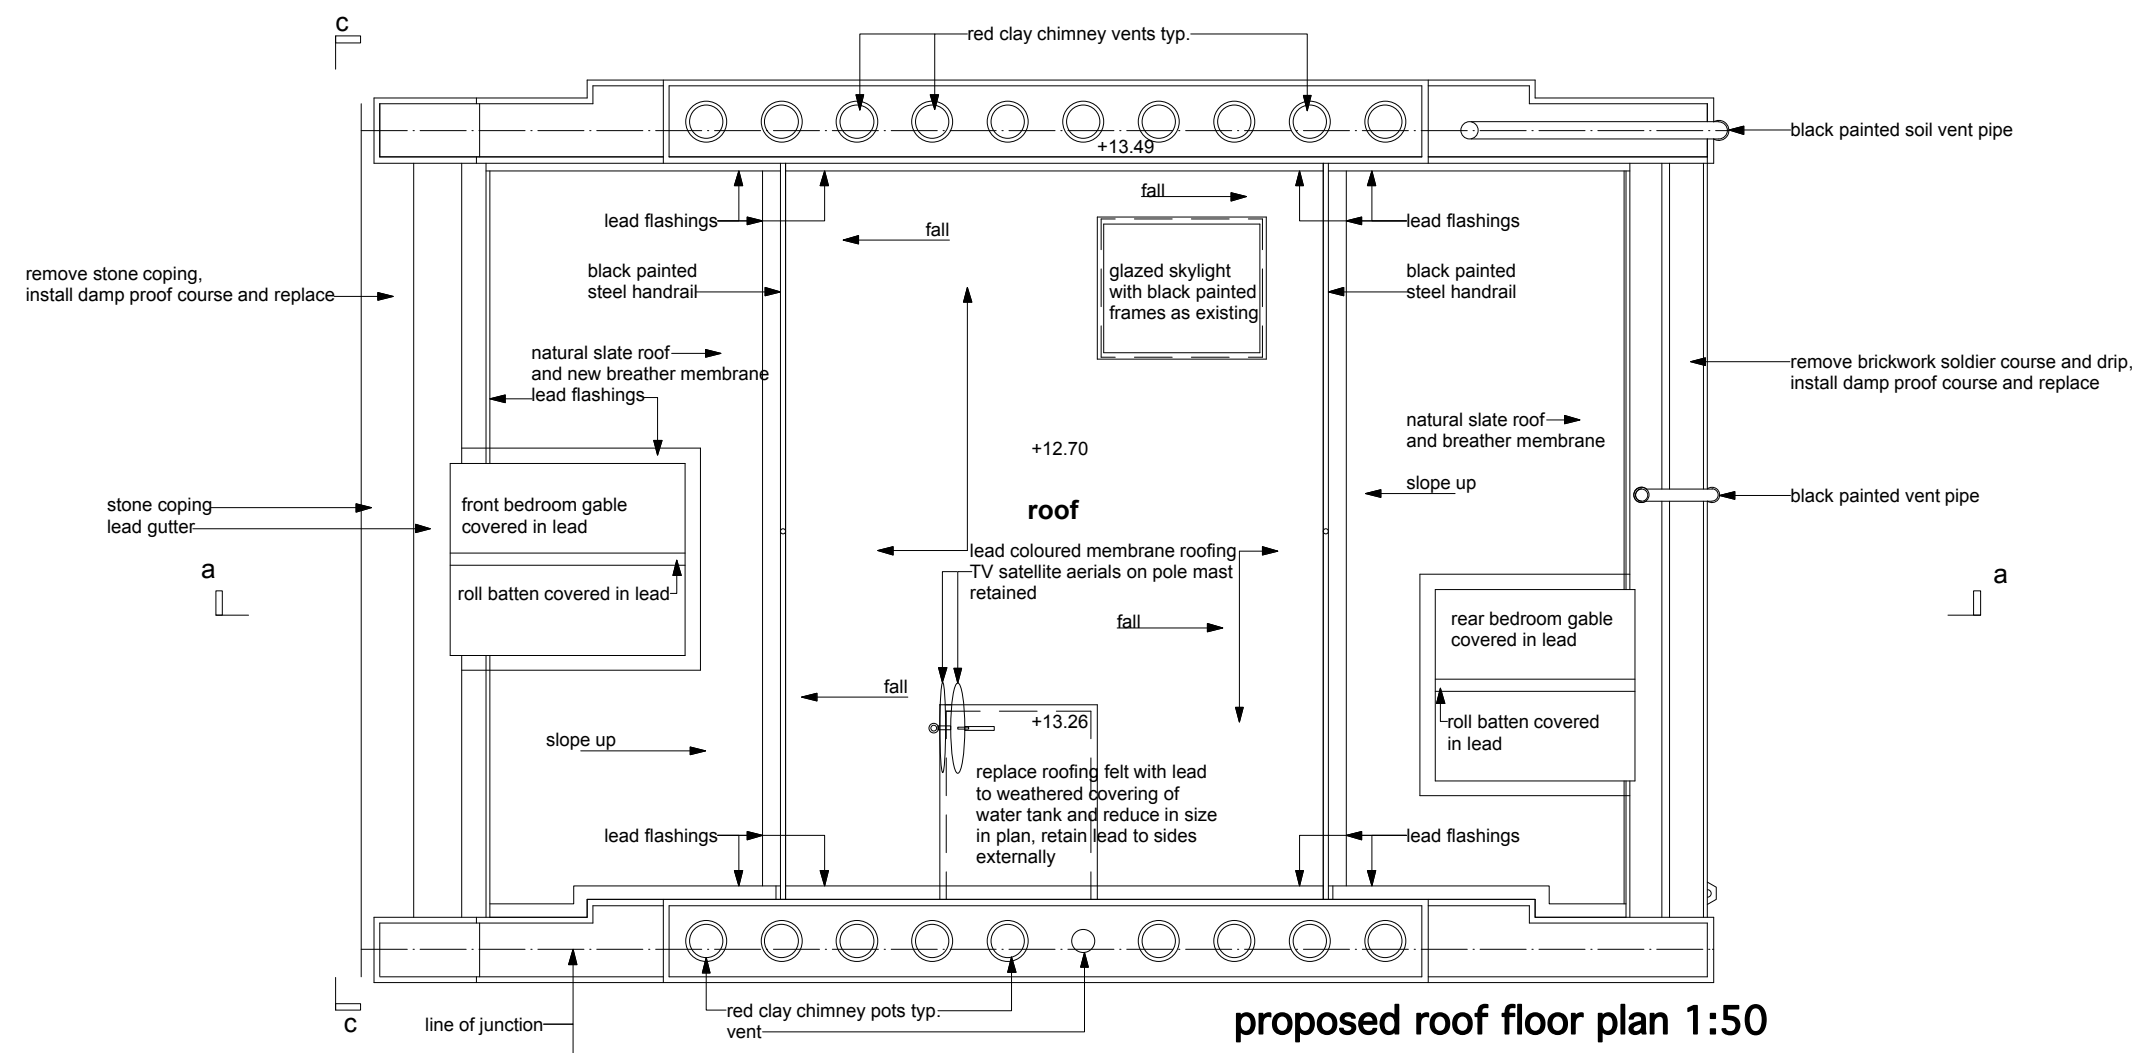 c
red clay chimney vents typ.
black painted soil vent pipe
+13.49
fall
lead flashings
fall
lead flashings
remove stone coping,
install damp proof course and replace
black painted
steel handrail
glazed skylight
with black painted
frames as existing
black painted
steel handrail
natural slate roof
and new breather membrane
lead flashings
remove brickwork soldier course and drip,
install damp proof course and replace
natural slate roof
and breather membrane
+12.70
slope up
stone coping
lead gutter
front bedroom gable
covered in lead
roof
black painted vent pipe
lead coloured membrane roofing
TV satellite aerials on pole mast
retained
a
a
roll batten covered in lead
fall
rear bedroom gable
covered in lead
fall
+13.26
roll batten covered
in lead
slope up
replace roofing felt with lead
to weathered covering of
water tank and reduce in size
in plan, retain lead to sides
externally
lead flashings
lead flashings
c
line of junction
red clay chimney pots typ.
vent
proposed roof floor plan 1:50